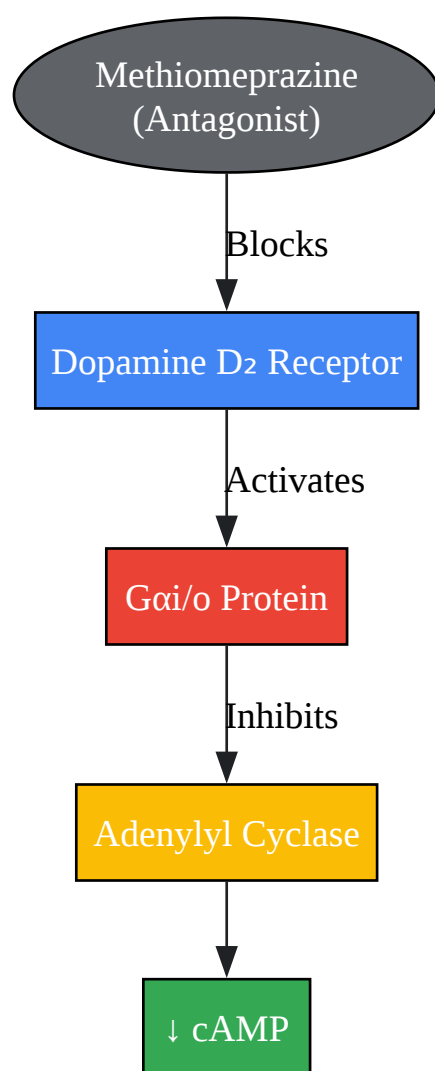 Methiomeprazine
(Antagonist)
Blocks
Dopamine D₂ Receptor
Activates
Gαi/o Protein
Inhibits
Adenylyl Cyclase
↓ cAMP